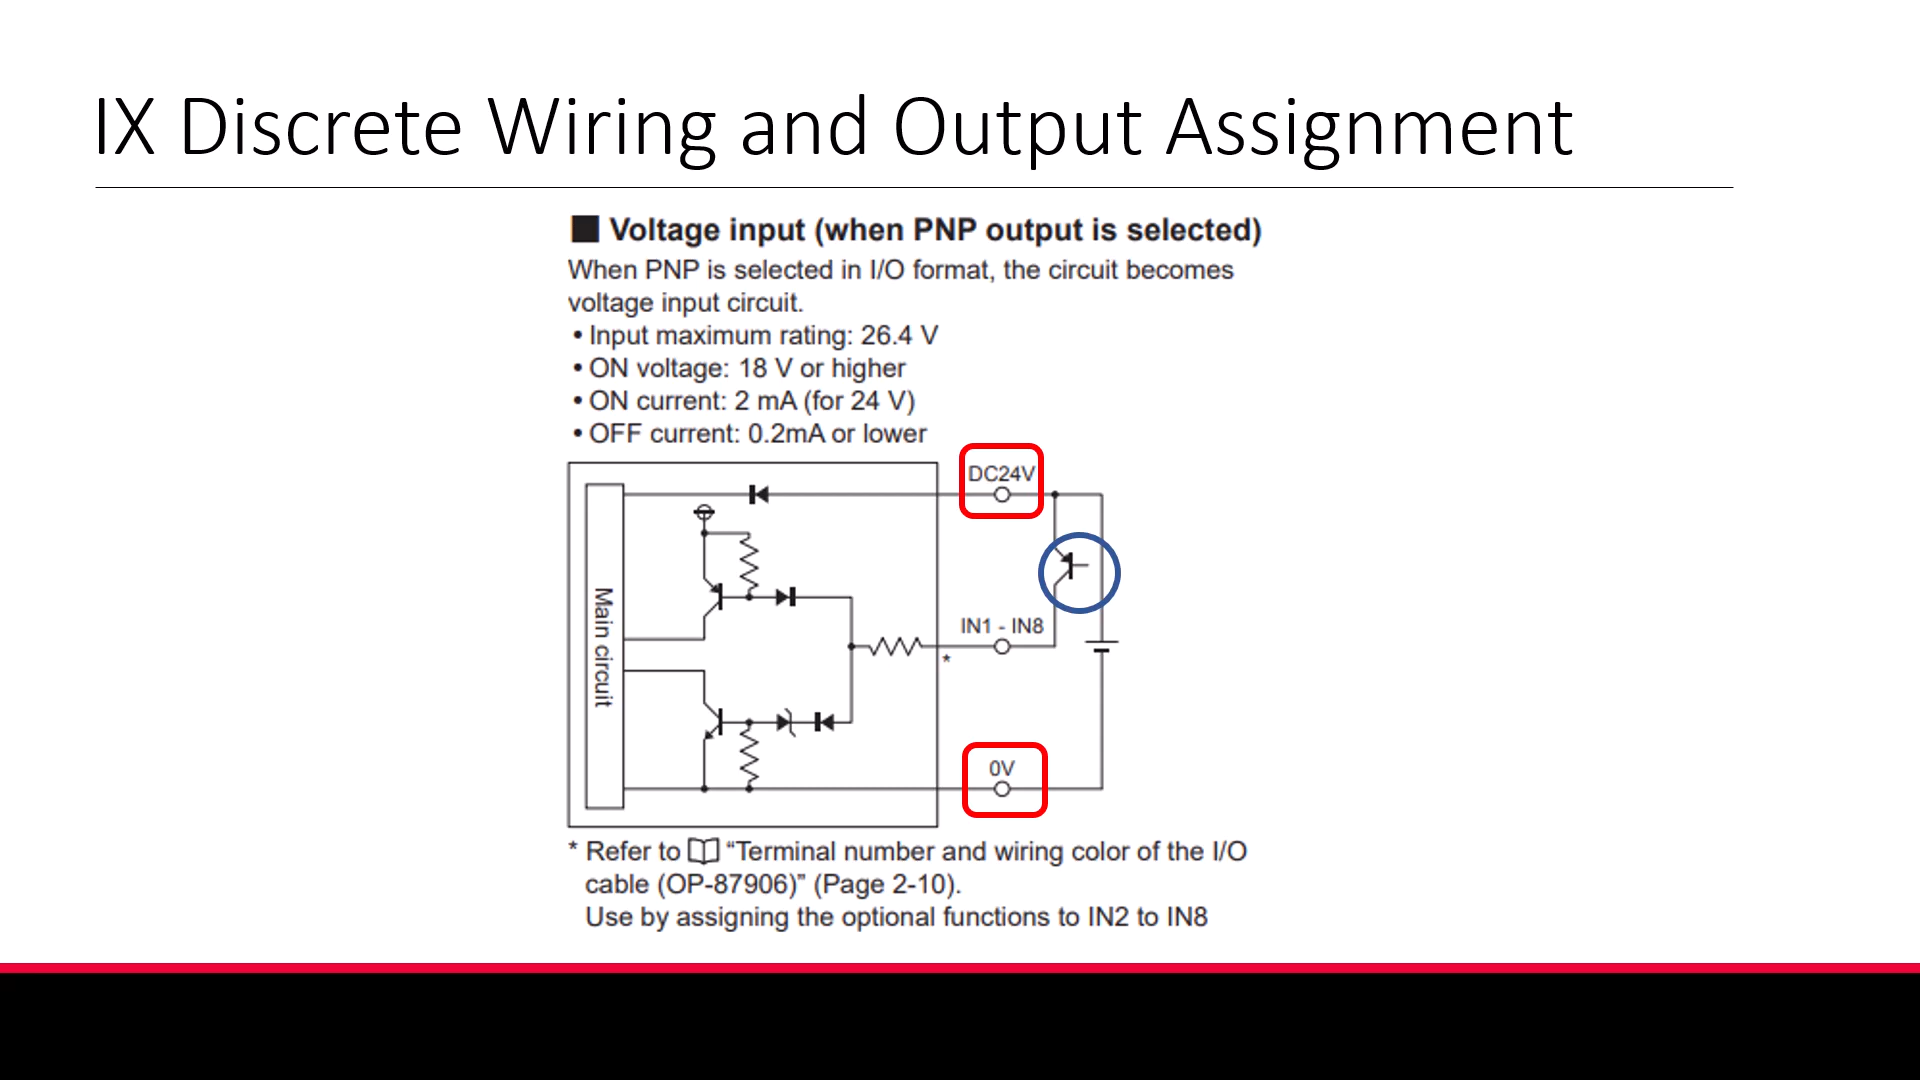 IX Discrete Wiring and Output Assignment
■ Voltage input (when PNP output is selected)
When PNP is selected in I/O format, the circuit becomes
voltage input circuit.
• Input maximum rating: 26.4 V
• ON voltage: 18 V or higher
• ON current: 2 mA (for 24 V)
• OFF current: 0.2mA or lower
DC24V
Main circuit
IN1 - IN8
*
0V
* Refer to “Terminal number and wiring color of the I/O
cable (OP-87906)” (Page 2-10).
Use by assigning the optional functions to IN2 to IN8